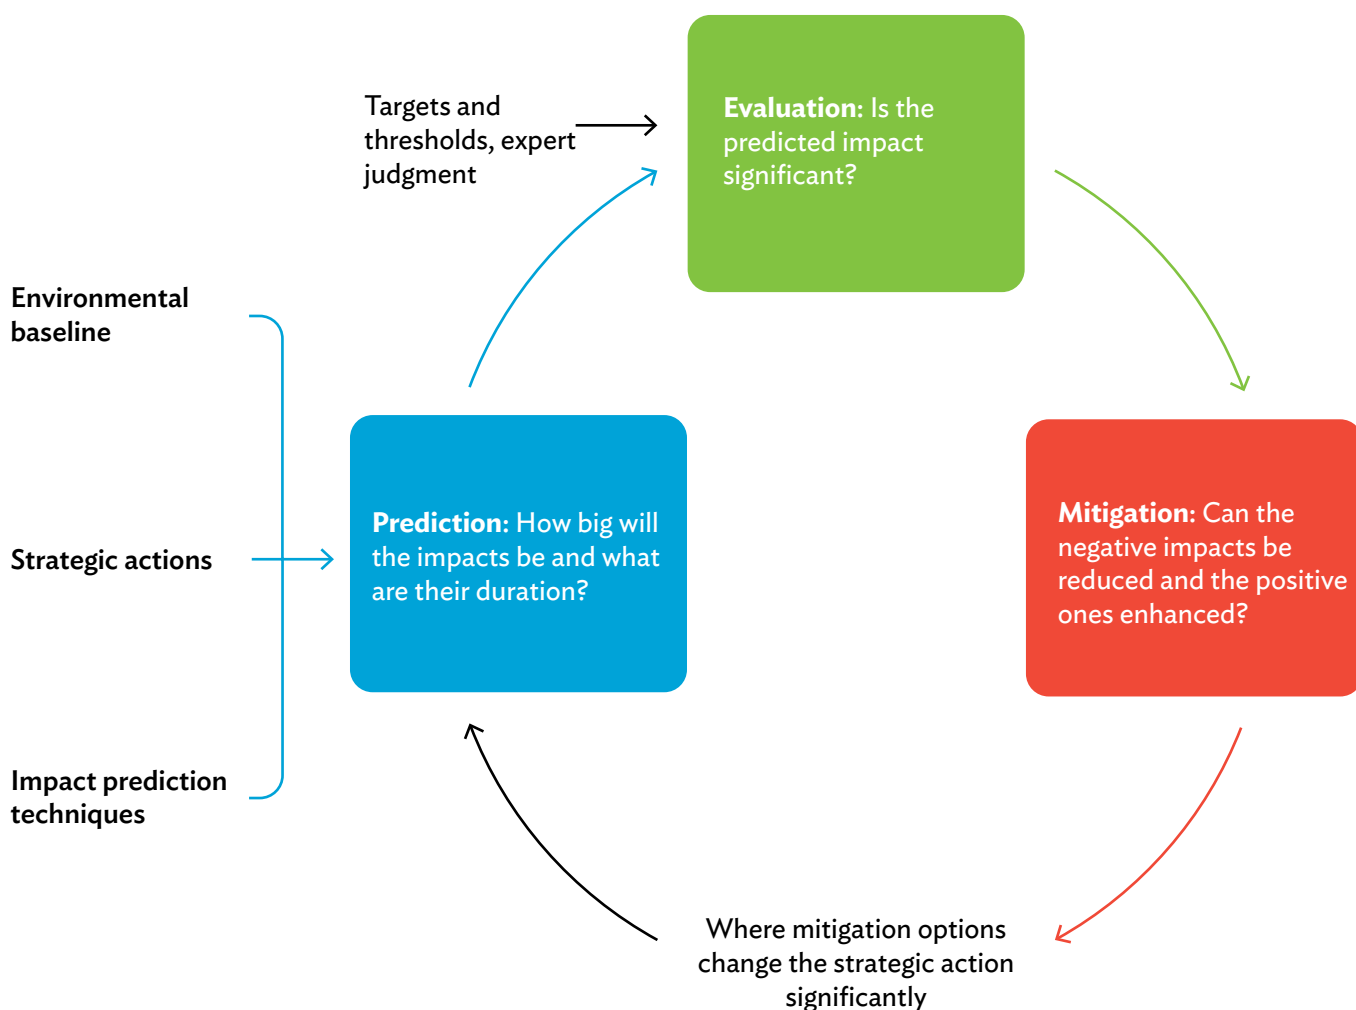 Targets and
thresholds, expert
judgment
Evaluation: Is the
predicted impact
significant?
Environmental
baseline
Strategic actions
Impact prediction
techniques
Prediction: How big will
the impacts be and what
are their duration?
Mitigation: Can the
negative impacts be
reduced and the positive
ones enhanced?
Where mitigation options
change the strategic action
significantly